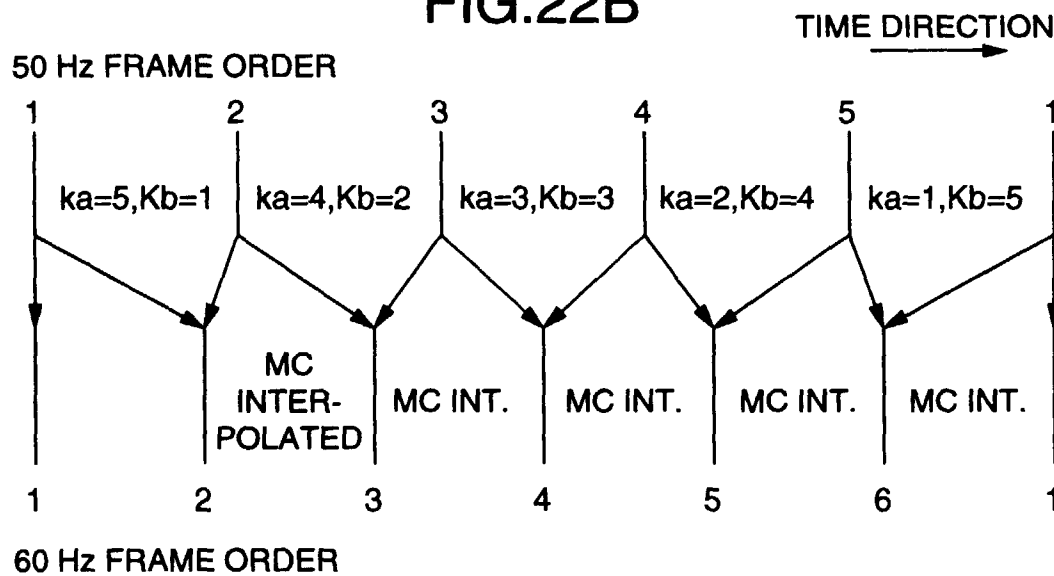 FIG.22B
TIME DIRECTION
50 Hz FRAME ORDER
1 2 3 4 5 1
ka=5,Kb=1 ka=4,Kb=2 ka=3,Kb=3 ka=2,Kb=4 ka=1,Kb=5
MC
INTER-
POLATED
MC INT. MC INT. MC INT. MC INT.
1 2 3 4 5 6 1
60 Hz FRAME ORDER